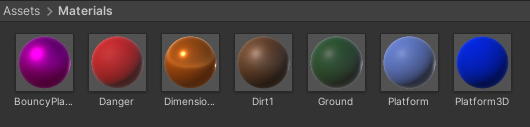 Assets > Materials
BouncyPla... Danger Dimensio... Dirt1 Ground Platform Platform3D